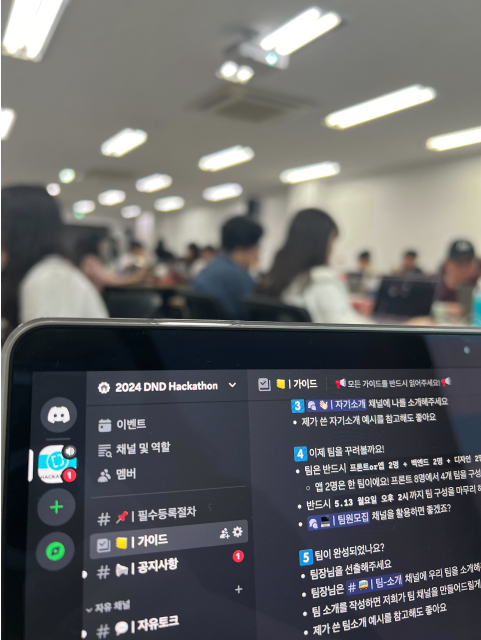 2024 DND Hackathon
이벤트
채널 및 역할
멤버
# 📌 | 필수등록절차
📒 | 가이드
📢 | 공지사항
1
자유 채널
# 💬 | 자유토크
HACKA
1
📒 | 가이드
📢 모든 가이드를 반드시 읽어주세요! 📢
3 👋 | 자기소개 채널에 나를 소개해주세요
• 제가 쓴 자기소개 예시를 참고해도 좋아요
4 이제 팀을 꾸려볼까요!
• 팀은 반드시 프론트or앱 2명 + 백엔드 2명 + 디자인 2명
앱 2명은 한 팀이에요! 프론트 8명에서 4개 팀을 구성
• 반드시 5.13 월요일 오후 2시까지 팀 구성을 마무리
| 팀원모집 채널을 활용하면 좋겠죠?
5 팀이 완성되었나요?
• 팀장님을 선출해주세요
• 팀장님은 # | 팀-소개 채널에 우리 팀을 소개해
• 팀 소개를 작성하면 저희가 팀 채널을 만들어드릴게
• 제가 쓴 팀소개 예시를 참고해도 좋아요